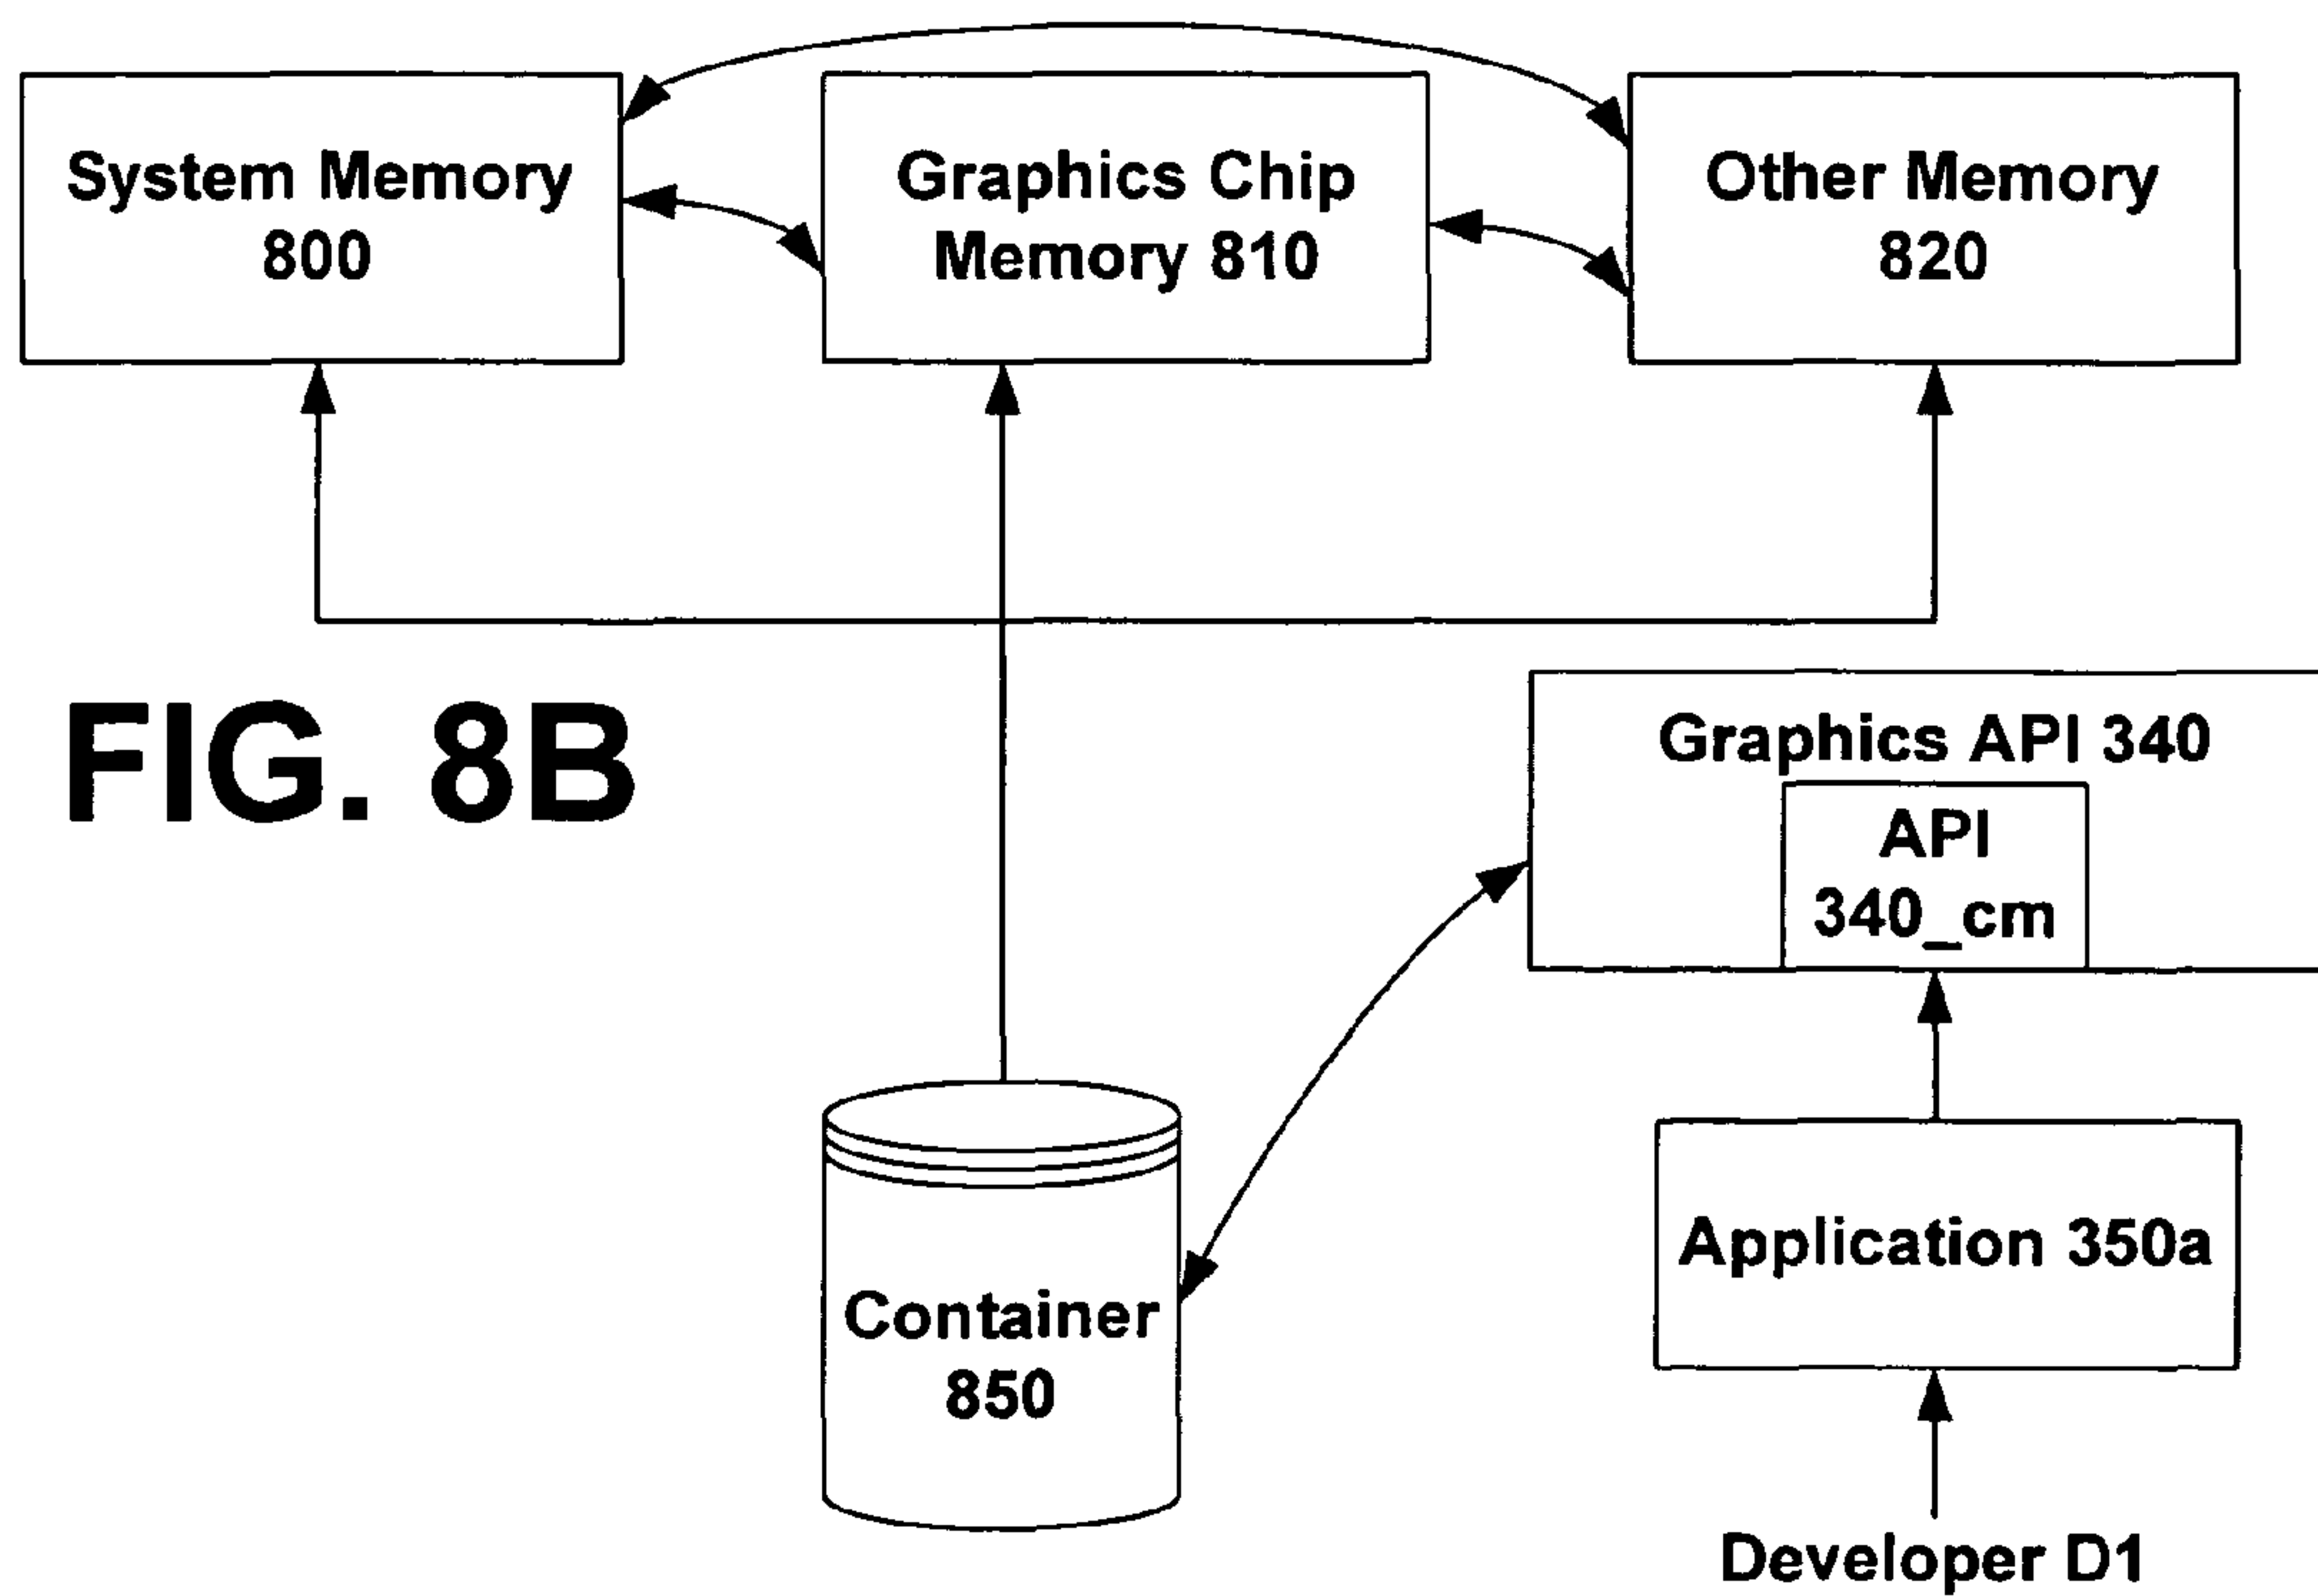 System Memory
800
Graphics Chip
Memory 810
Other Memory
820
FIG. 8B
Graphics API 340
API
340_cm
Container
850
Application 350a
Developer D1